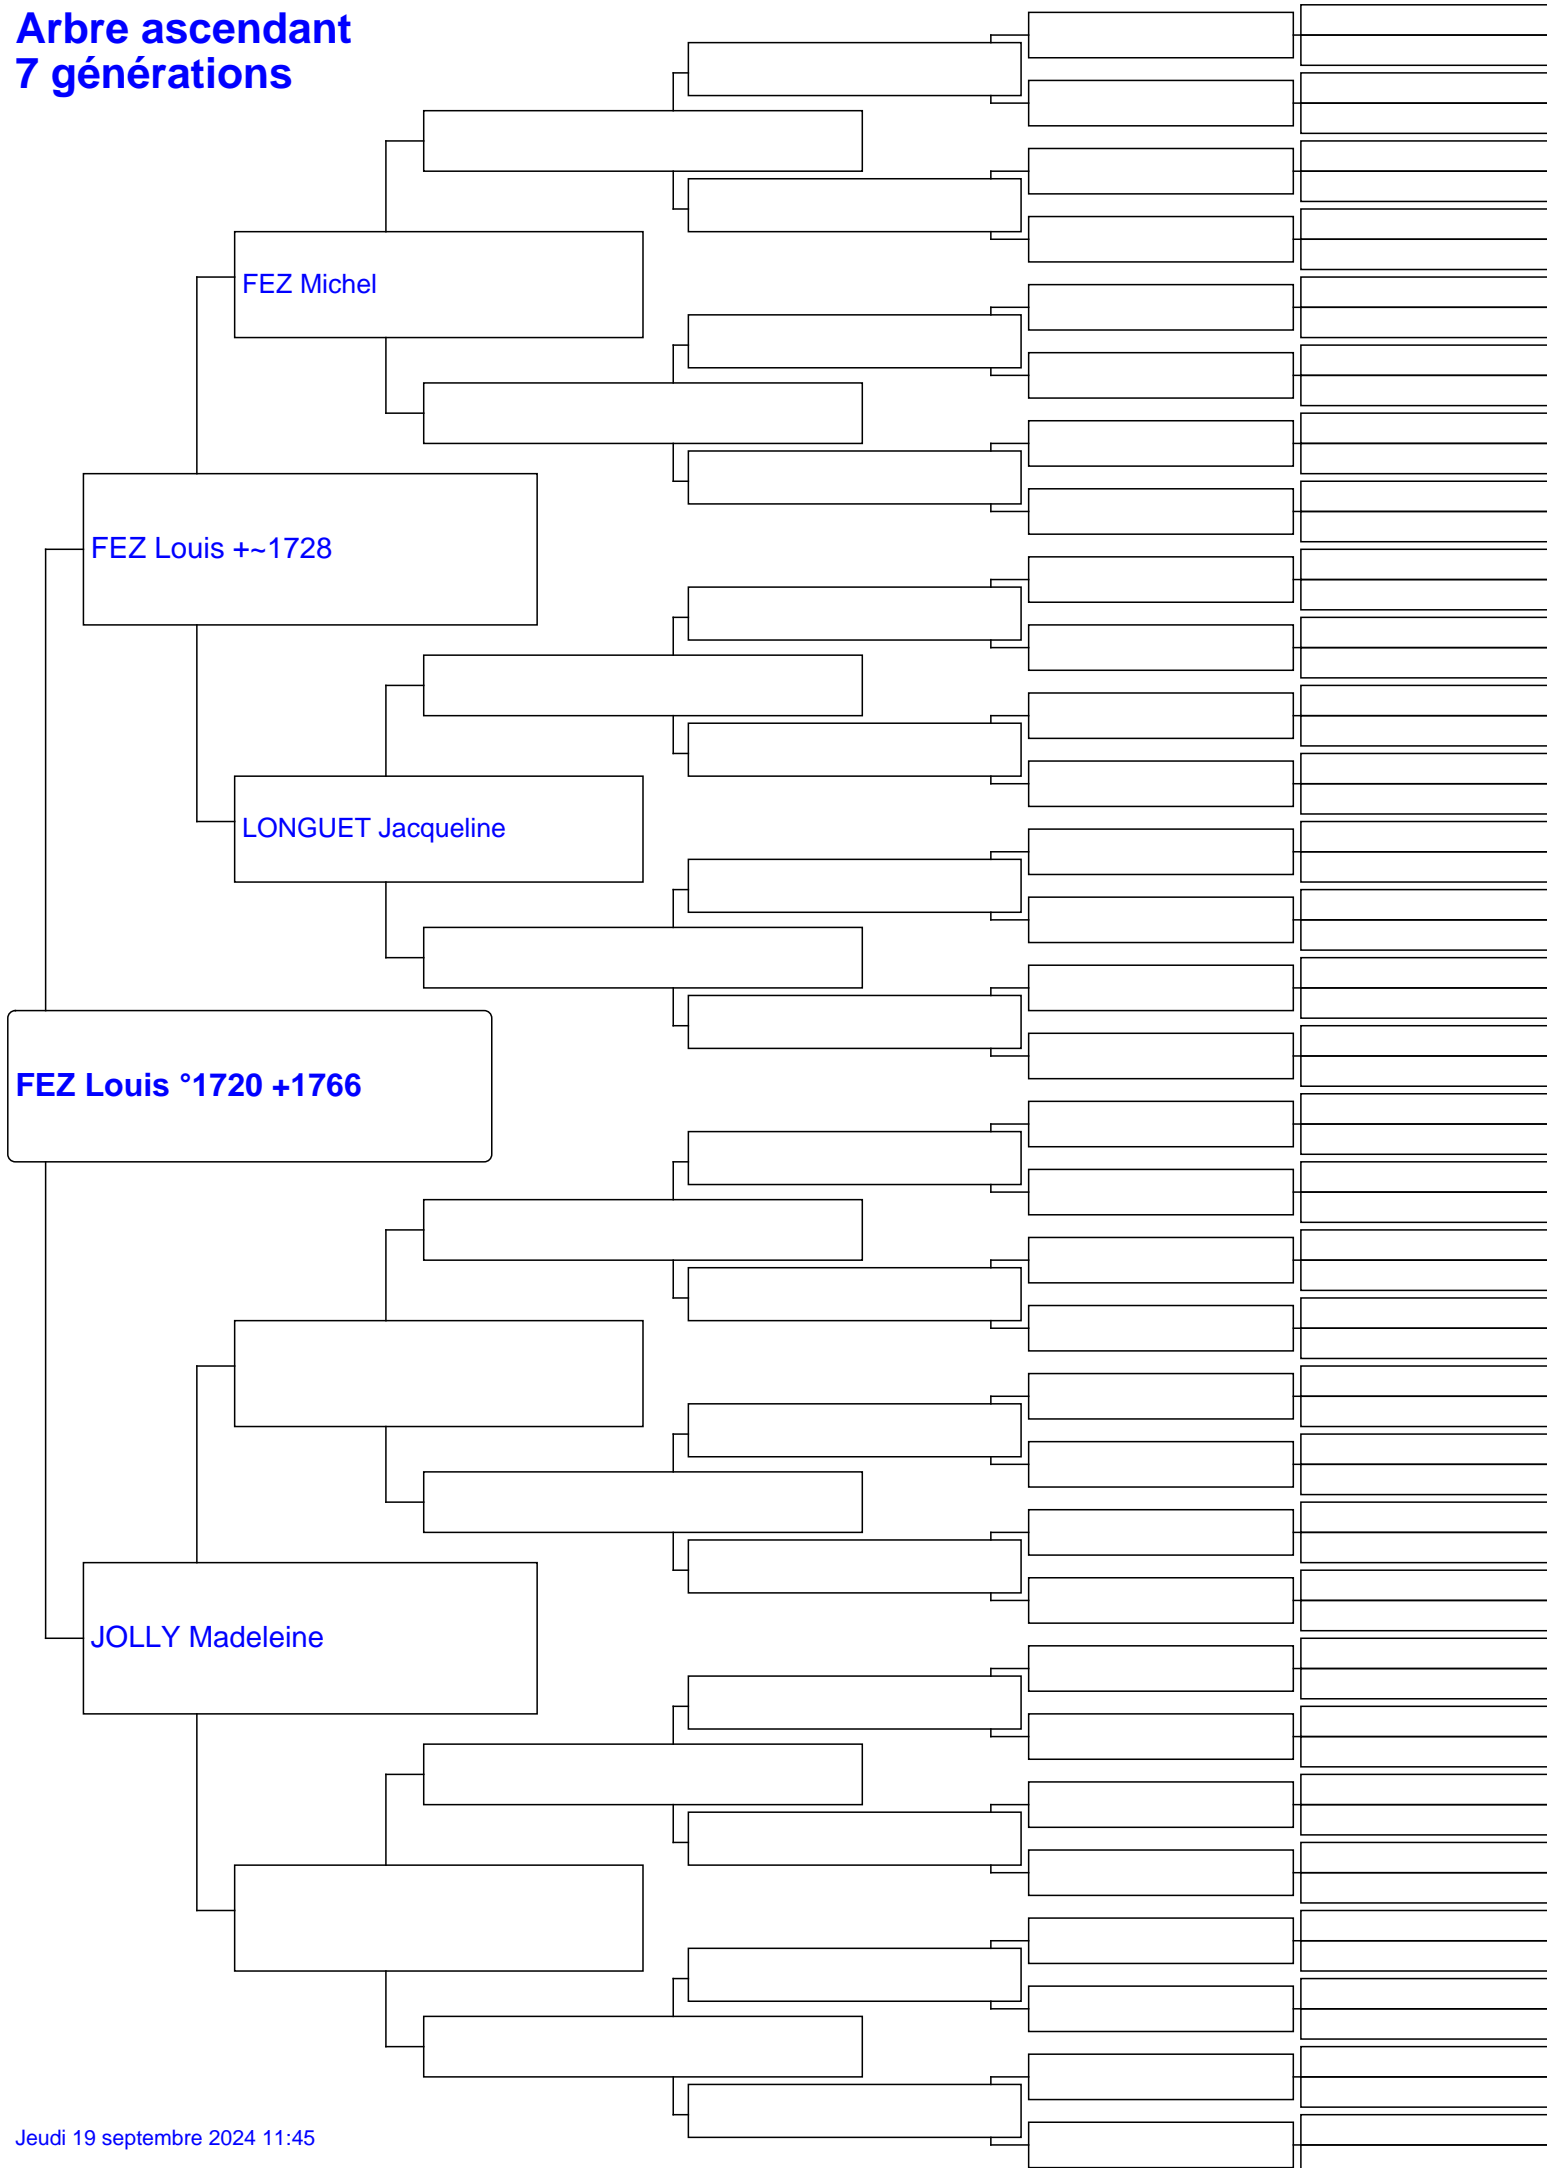 Arbre ascendant
7 générations
FEZ Michel
FEZ Louis +~1728
LONGUET Jacqueline
FEZ Louis °1720 +1766
JOLLY Madeleine
Jeudi 19 septembre 2024 11:45